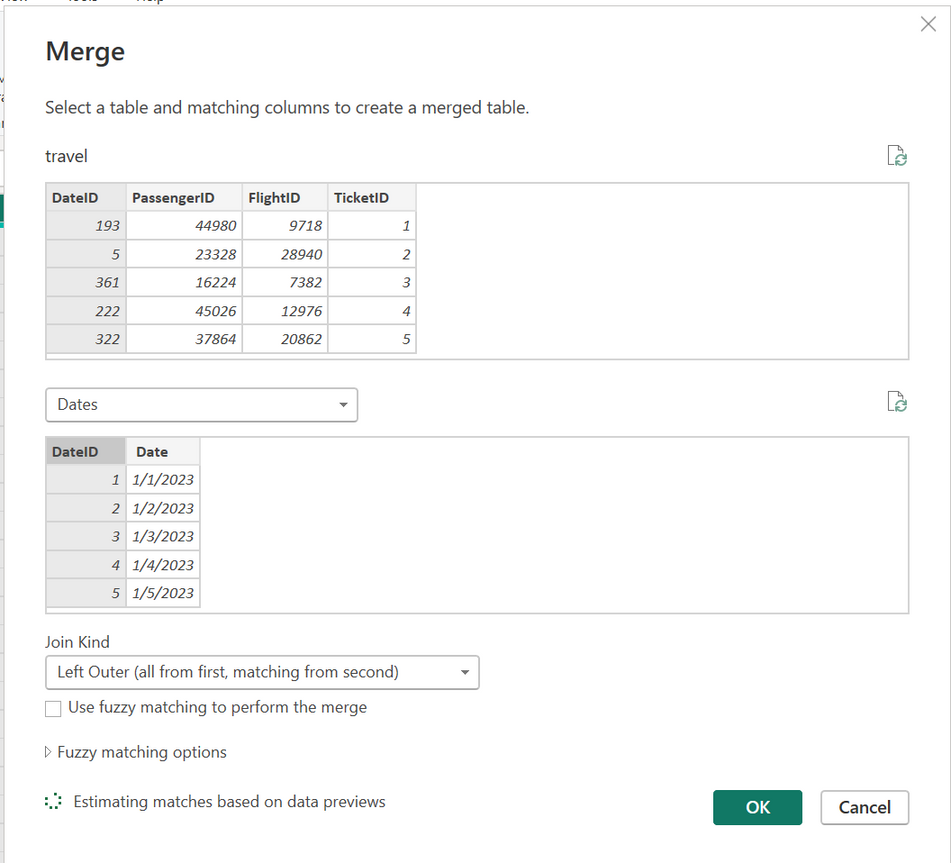 Help
Merge
Select a table and matching columns to create a merged table.
travel
DateID PassengerID FlightID TicketID
193 44980 9718 1
5 23328 28940 2
361 16224 7382 3
222 45026 12976 4
322 37864 20862 5
Dates
DateID Date
1 1/1/2023
2 1/2/2023
3 1/3/2023
4 1/4/2023
5 1/5/2023
Join Kind
Left Outer (all from first, matching from second)
Use fuzzy matching to perform the merge
Fuzzy matching options
Estimating matches based on data previews
OK Cancel